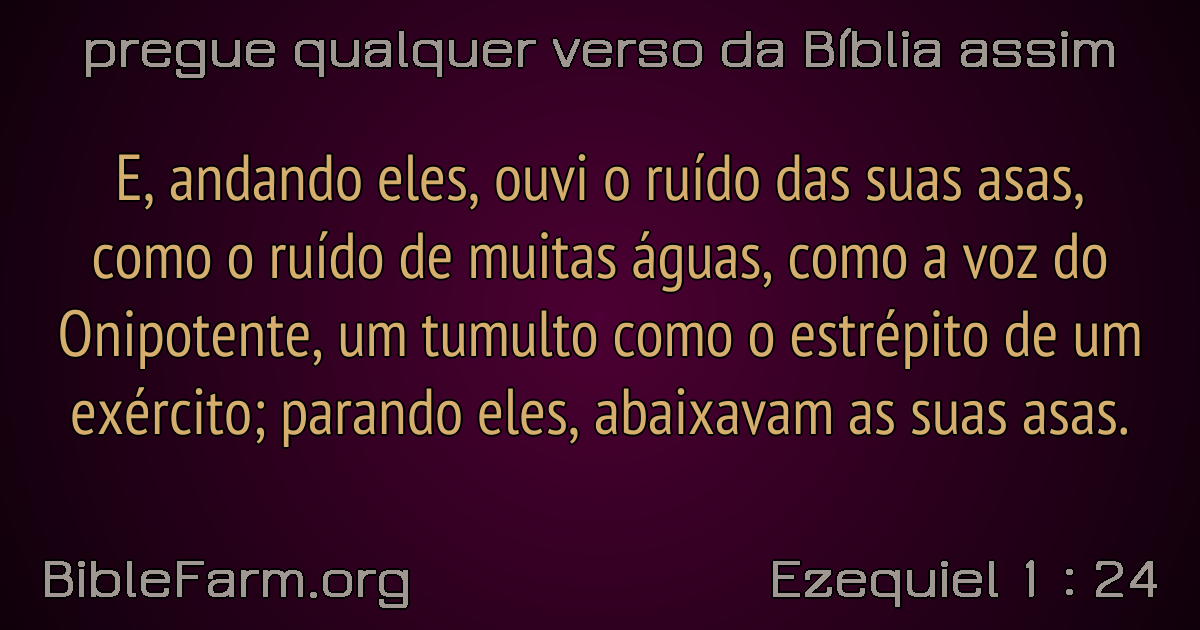 pregue qualquer verso da Bíblia assim
E, andando eles, ouvi o ruído das suas asas,
como o ruído de muitas águas, como a voz do
Onipotente, um tumulto como o estrépito de um
exército; parando eles, abaixavam as suas asas.
BibleFarm.org
Ezequiel 1 : 24